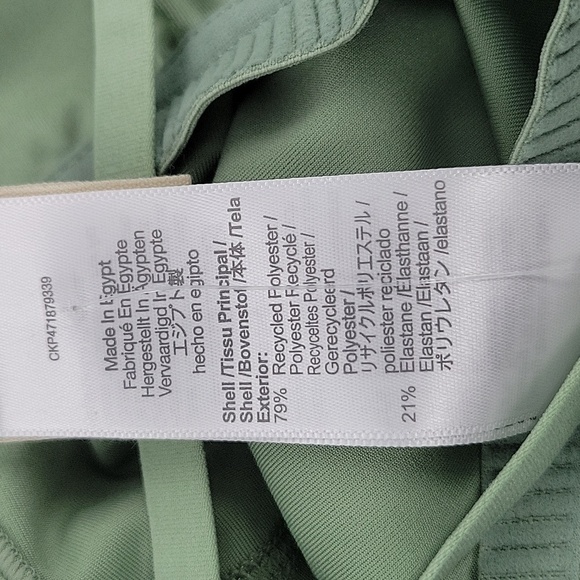 CKP471879339
Made In Egypt
Fabriqué En Égypte
Hergestellt in Ägypten
Vervaardigd In Egypte
エジプト製
hecho en egipto
Shell /Tissu Principal /
Shell /Bovenstof /本体 /Tela
Exterior:
79% Recycled Polyester /
Polyester Recyclé /
Recyceltes Polyester /
Gerecycleerd
Polyester /
リサイクルポリエステル /
poliester reciclado
21% Elastane /Elasthanne /
Elastan /Elastaan /
ポリウレタン /elastano